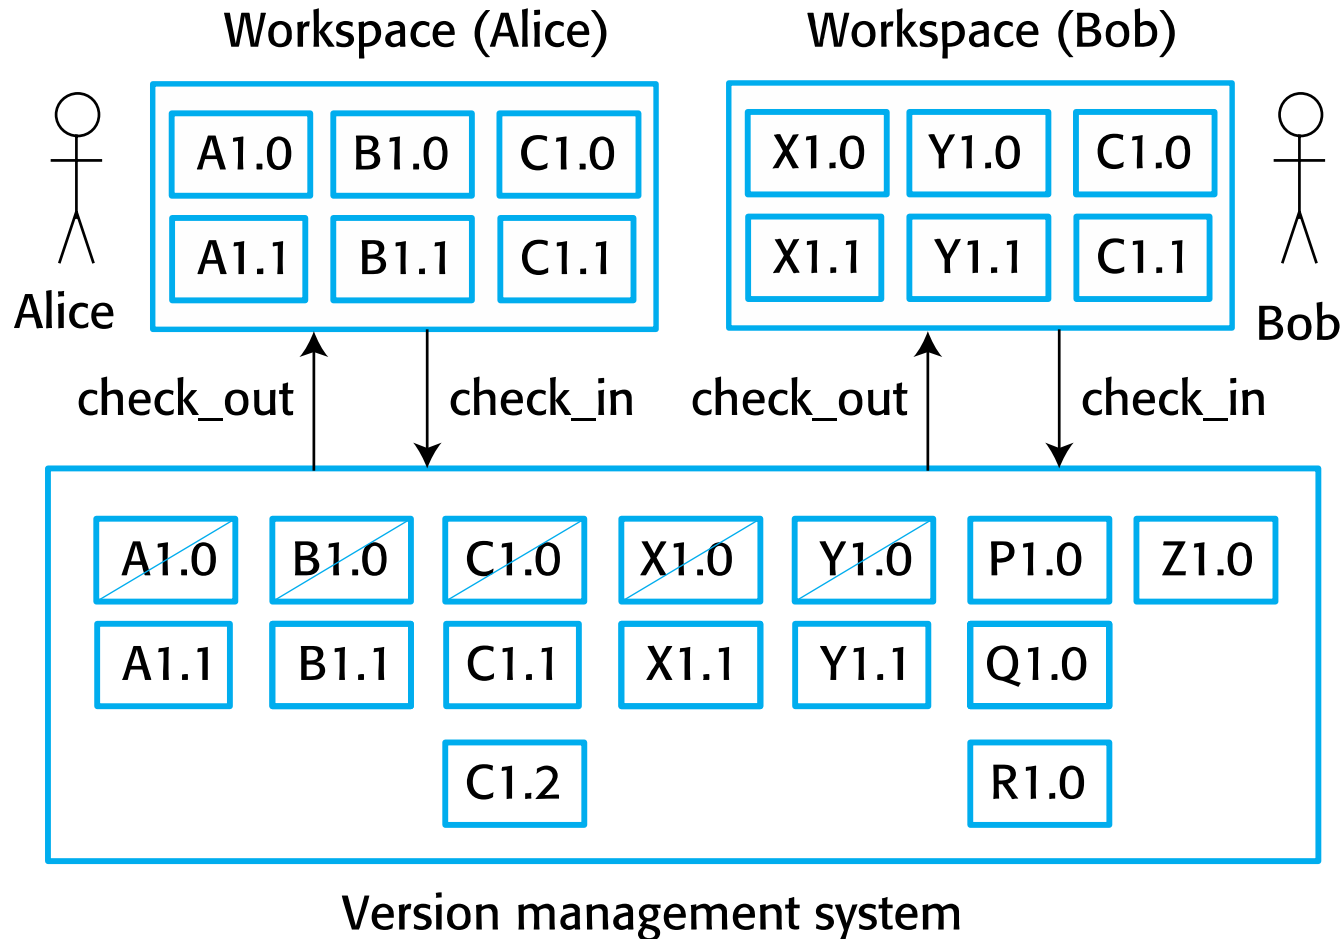 Workspace (Alice) Workspace (Bob)
A1.0 B1.0 C1.0 X1.0 Y1.0 C1.0
A1.1 B1.1 C1.1 X1.1 Y1.1 C1.1
Alice Bob
check_out check_in check_out check_in
A1.0 B1.0 C1.0 X1.0 Y1.0 P1.0 Z1.0
A1.1 B1.1 C1.1 X1.1 Y1.1 Q1.0
C1.2 R1.0
Version management system